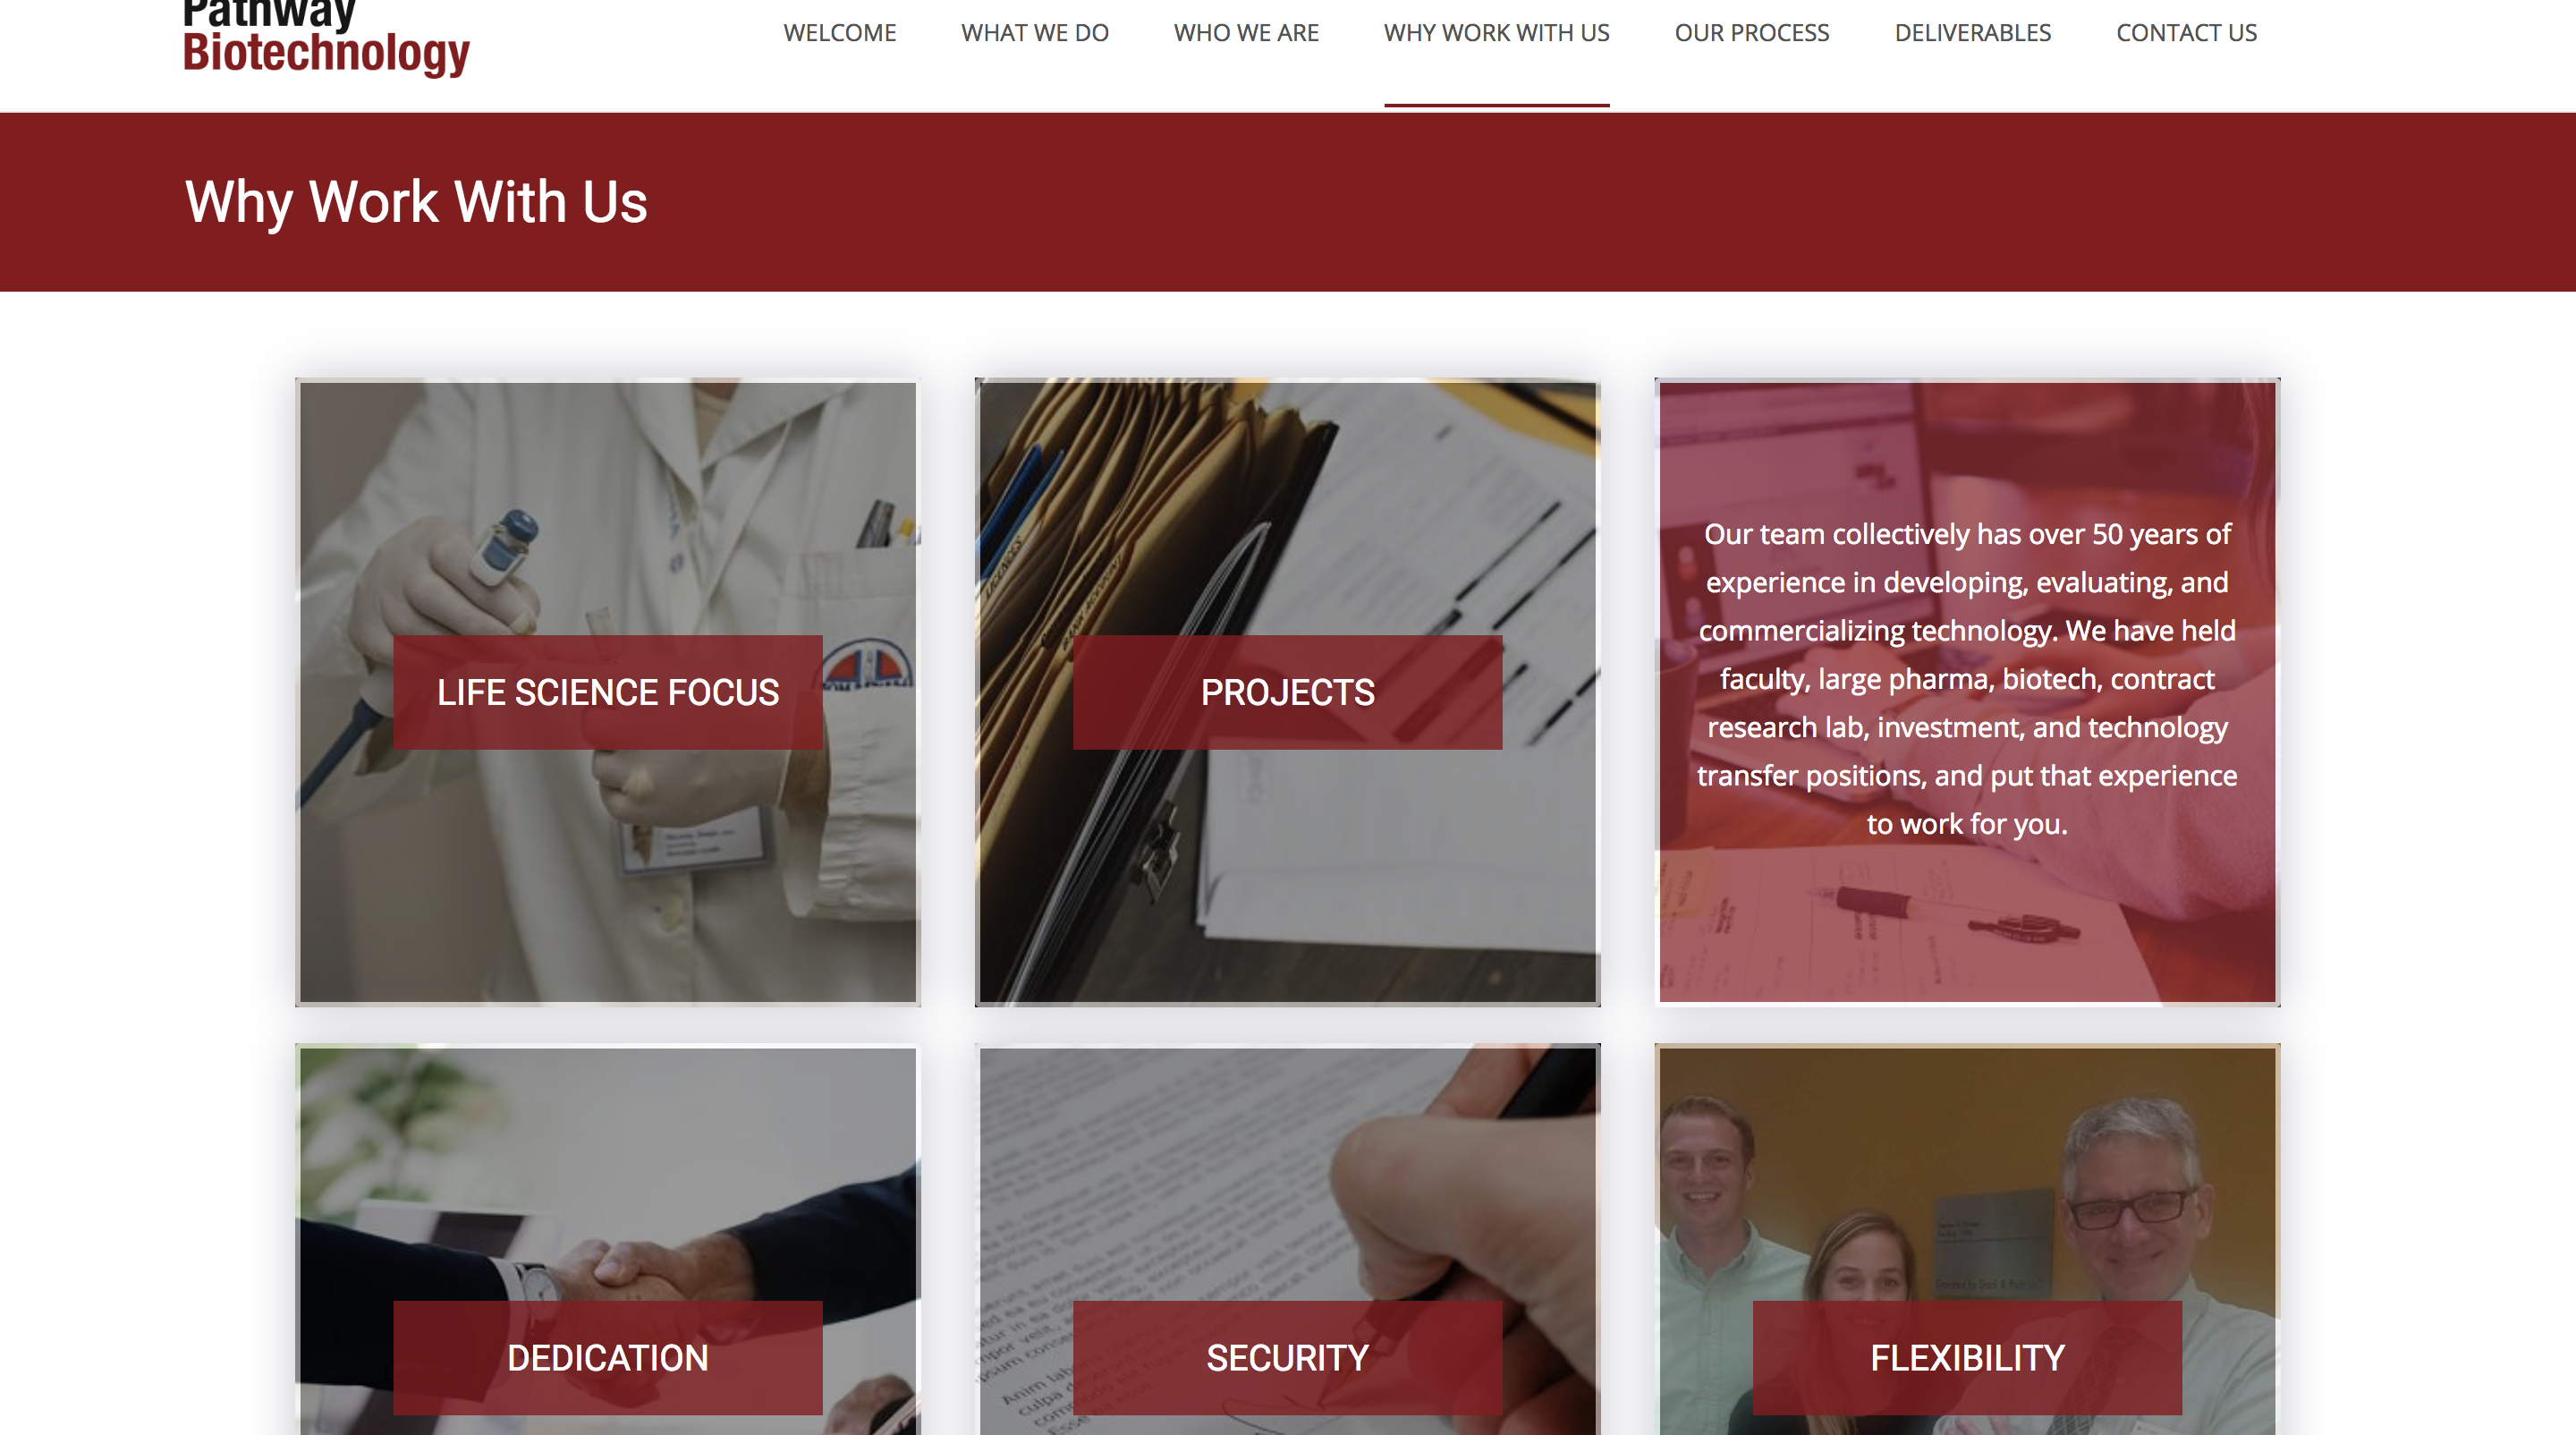 Pathway
Biotechnology
WELCOME
WHAT WE DO
WHO WE ARE
WHY WORK WITH US
OUR PROCESS
DELIVERABLES
CONTACT US
Why Work With Us
LIFE SCIENCE FOCUS
PROJECTS
Our team collectively has over 50 years of
experience in developing, evaluating, and
commercializing technology. We have held
faculty, large pharma, biotech, contract
research lab, investment, and technology
transfer positions, and put that experience
to work for you.
DEDICATION
SECURITY
FLEXIBILITY